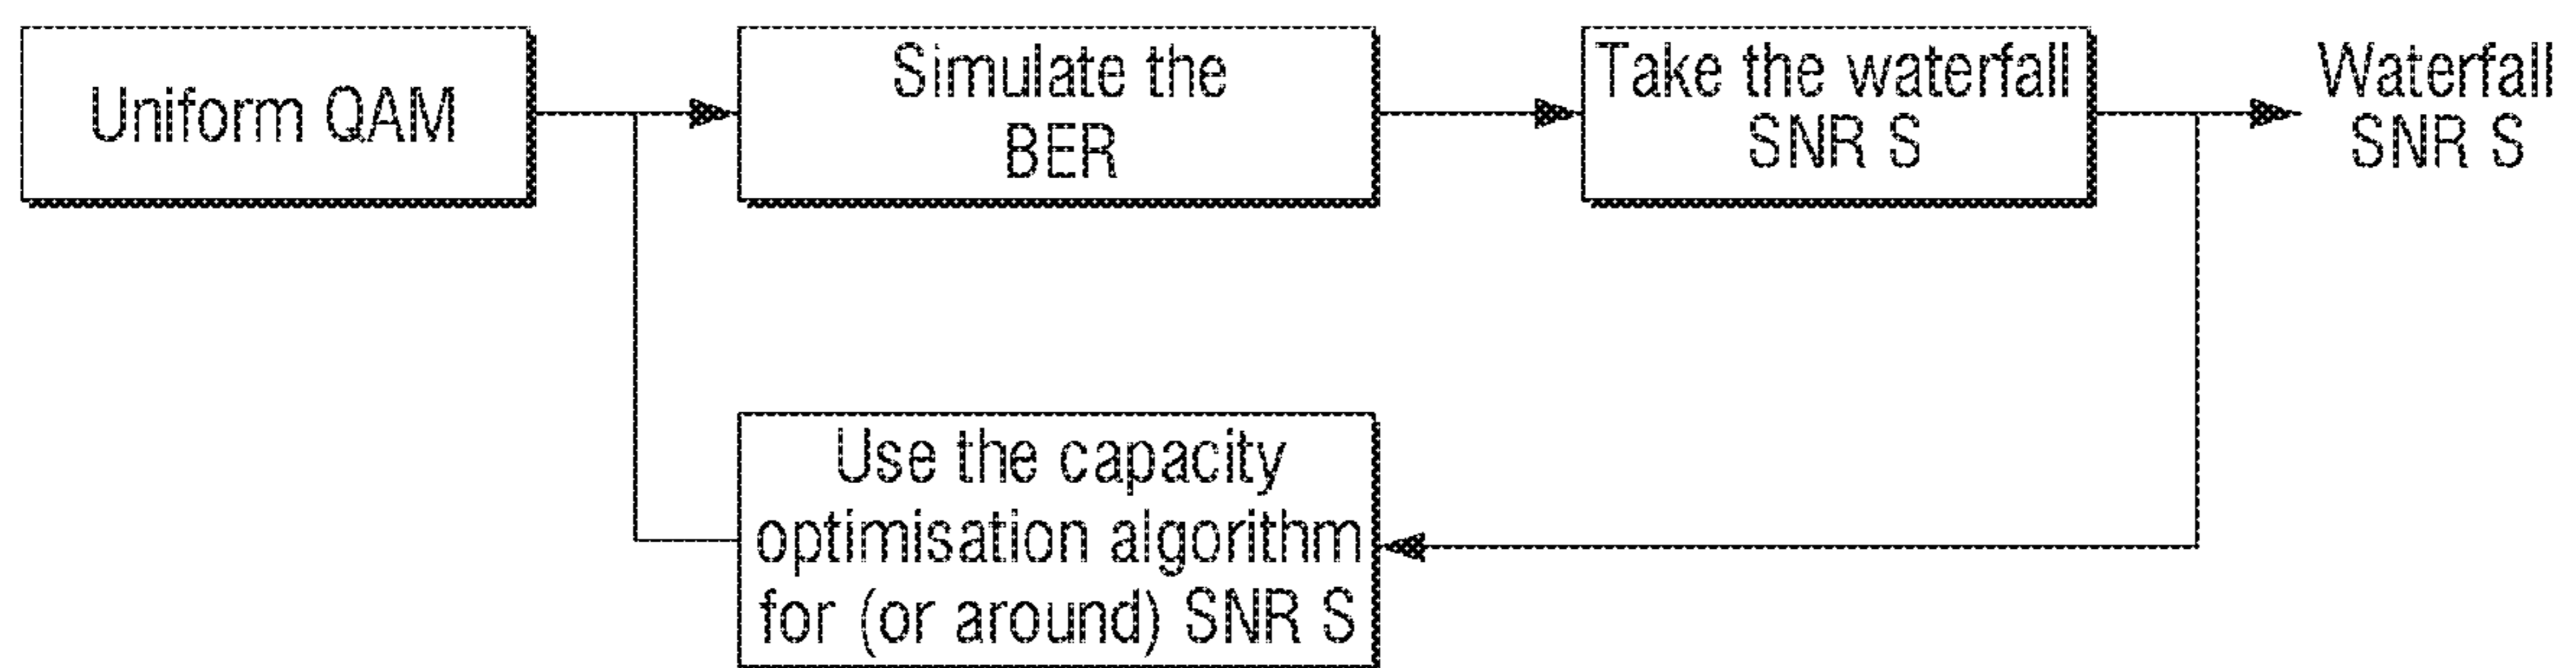 Uniform QAM
Simulate the
BER
Take the waterfall
SNR S
Waterfall
SNR S
Use the capacity
optimisation algorithm
for (or around) SNR S